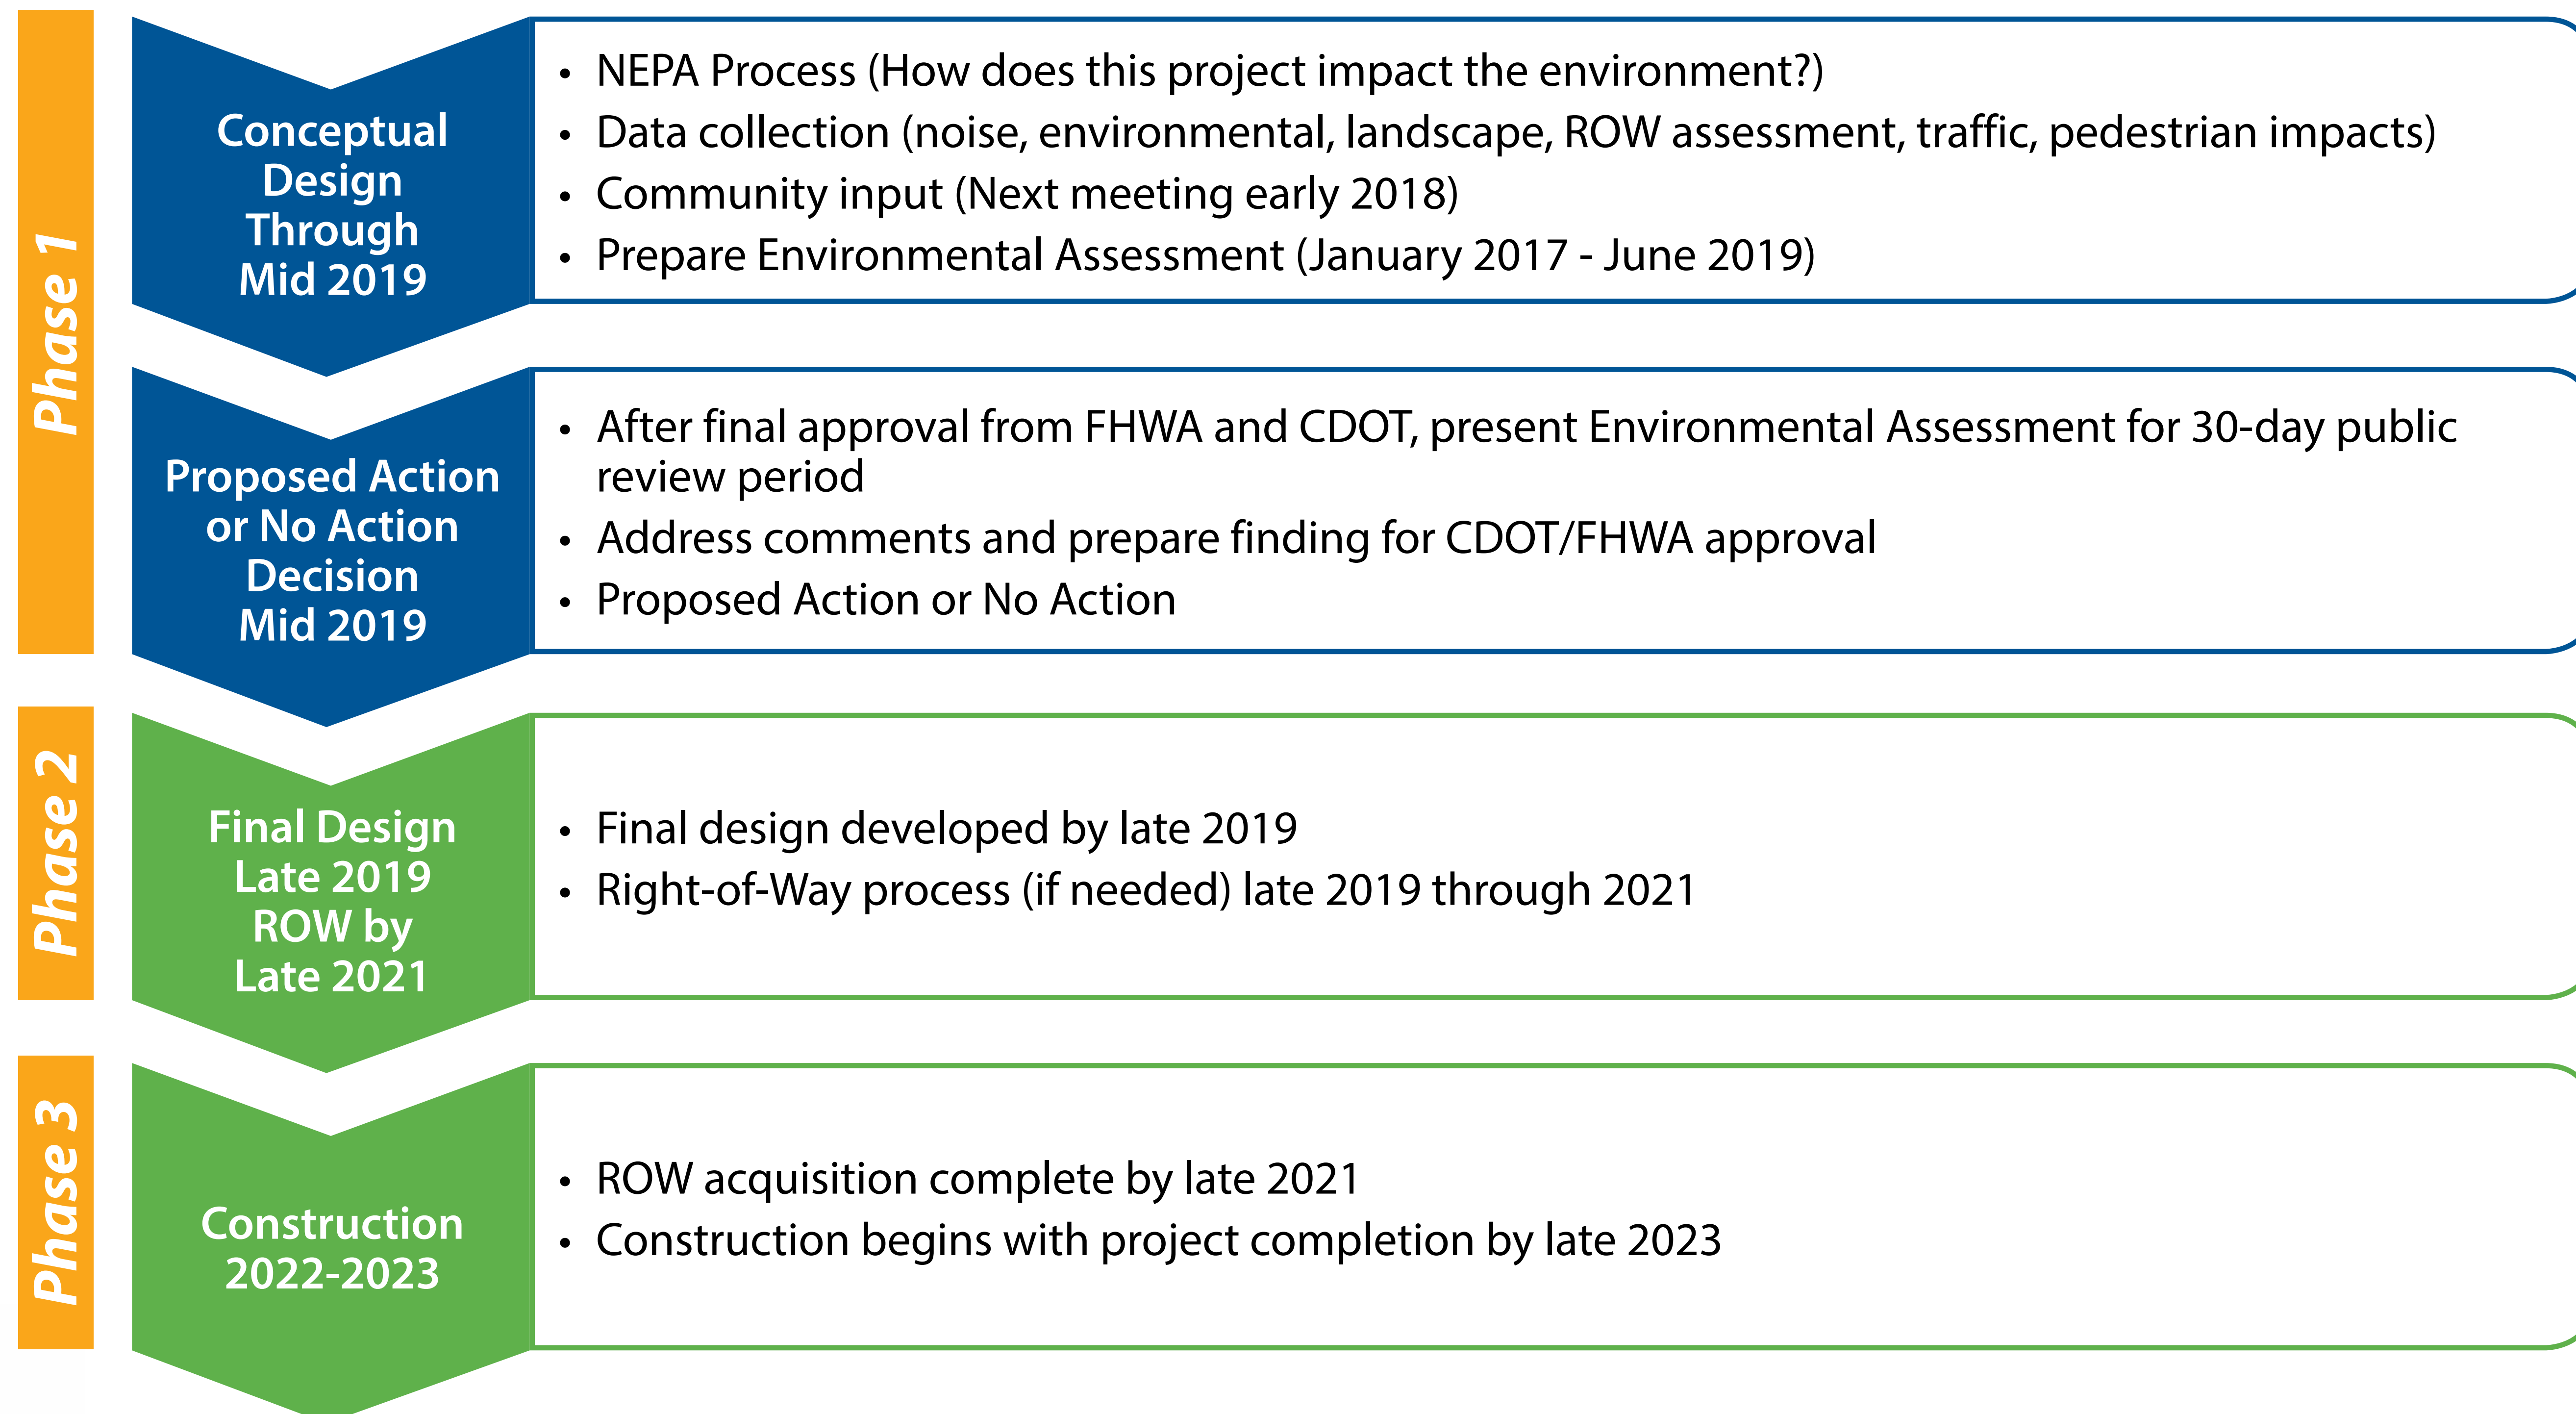 Phase 1
Conceptual
Design
Through
Mid 2019
• NEPA Process (How does this project impact the environment?)
• Data collection (noise, environmental, landscape, ROW assessment, traffic, pedestrian impacts)
• Community input (Next meeting early 2018)
• Prepare Environmental Assessment (January 2017 - June 2019)
Proposed Action
or No Action
Decision
Mid 2019
• After final approval from FHWA and CDOT, present Environmental Assessment for 30-day public
review period
• Address comments and prepare finding for CDOT/FHWA approval
• Proposed Action or No Action
Phase 2
Final Design
Late 2019
ROW by
Late 2021
• Final design developed by late 2019
• Right-of-Way process (if needed) late 2019 through 2021
Phase 3
Construction
2022-2023
• ROW acquisition complete by late 2021
• Construction begins with project completion by late 2023